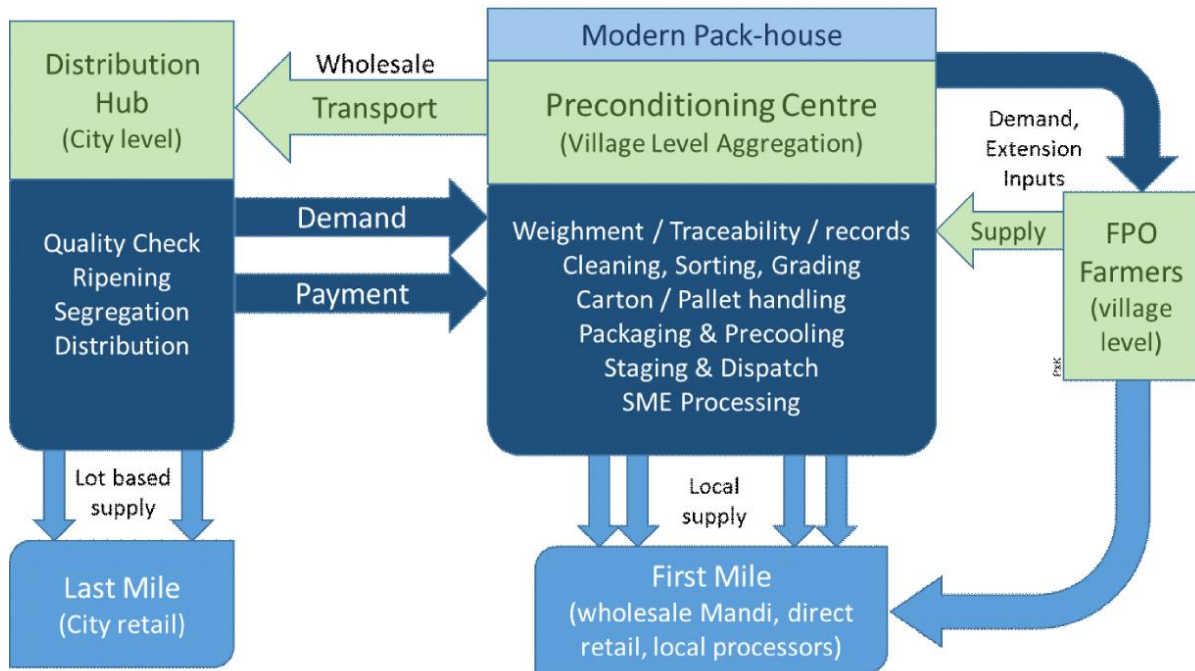 Distribution
Hub
(City level)
Quality Check
Ripening
Segregation
Distribution
Wholesale
Transport
Demand
Payment
Lot based
supply
Last Mile
(City retail)
Modern Pack-house
Preconditioning Centre
(Village Level Aggregation)
Weighment / Traceability / records
Cleaning, Sorting, Grading
Carton / Pallet handling
Packaging & Precooling
Staging & Dispatch
SME Processing
Local
supply
First Mile
(wholesale Mandi, direct
retail, local processors)
Demand,
Extension
Inputs
Supply
FPO
Farmers
(village
level)
PxK